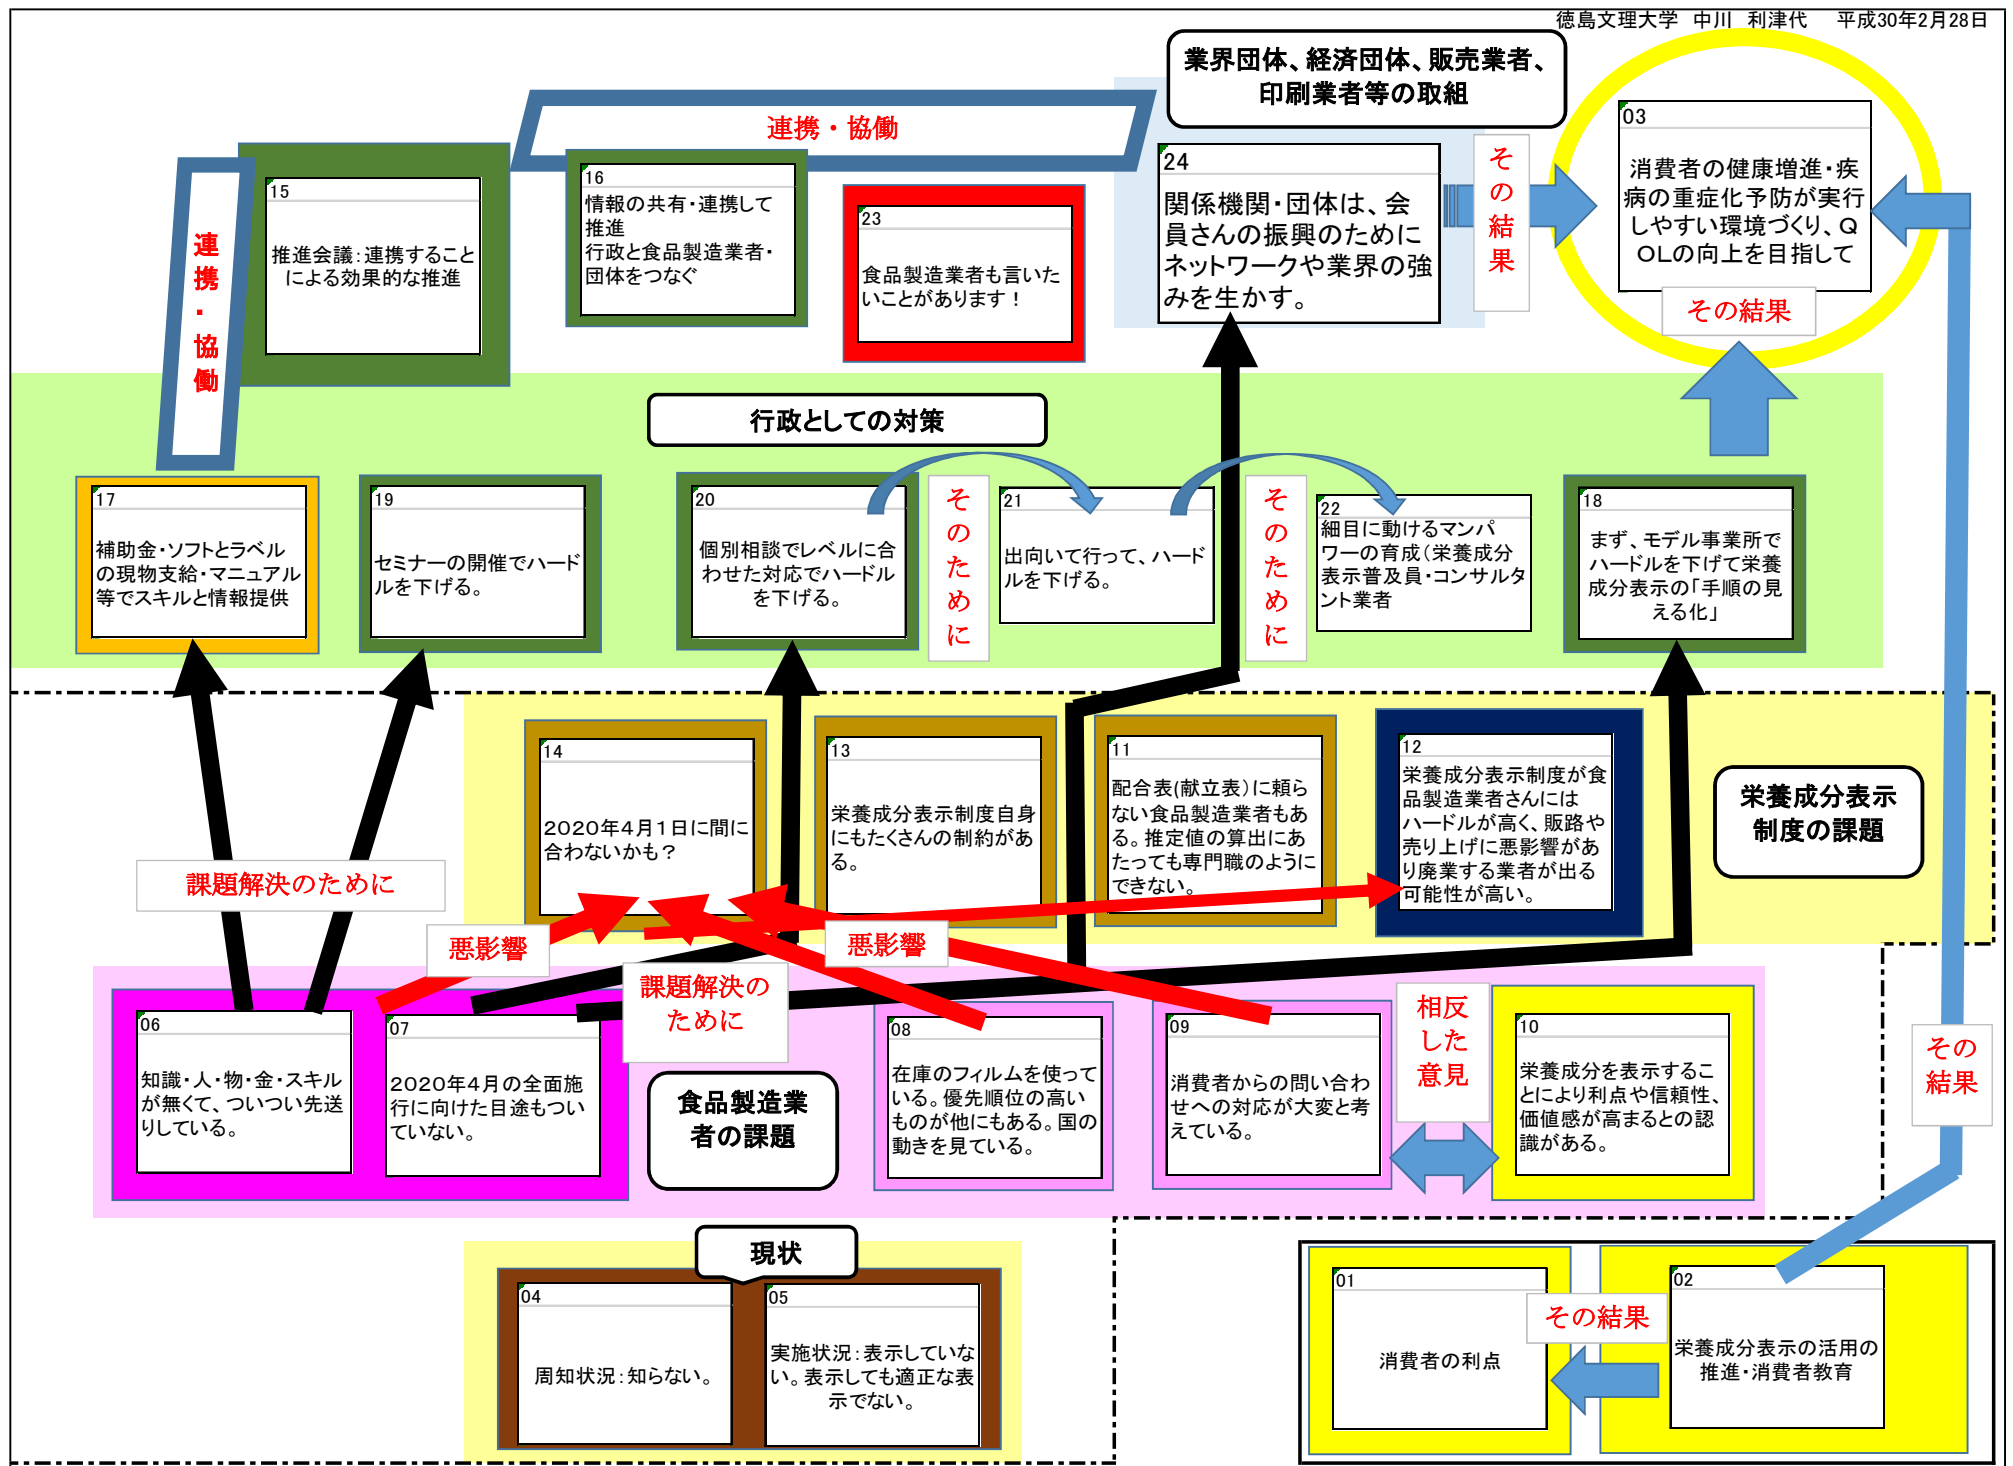 徳島文理大学　中川　利津代　　平成30年2月28日
業界団体、経済団体、販売業者、
印刷業者等の取組
連携・協働
03
消費者の健康増進・疾
病の重症化予防が実行
しやすい環境づくり、Q
OLの向上を目指して
その結果
24
関係機関・団体は、会
員さんの振興のために
ネットワークや業界の強
みを生かす。
その結果
15
推進会議：連携すること
による効果的な推進
16
情報の共有・連携して
推進
行政と食品製造業者・
団体をつなぐ
23
食品製造業者も言いた
いことがあります！
連携・協働
行政としての対策
17
補助金・ソフトとラベル
の現物支給・マニュアル
等でスキルと情報提供
19
セミナーの開催でハード
ルを下げる。
20
個別相談でレベルに合
わせた対応でハードル
を下げる。
そのために
21
出向いて行って、ハード
ルを下げる。
そのために
22
細目に動けるマンパ
ワーの育成（栄養成分
表示普及員・コンサルタ
ント業者
18
まず、モデル事業所で
ハードルを下げて栄養
成分表示の「手順の見
える化」
14
2020年4月1日に間に
合わないかも？
13
栄養成分表示制度自身
にもたくさんの制約があ
る。
11
配合表(献立表)に頼ら
ない食品製造業者もあ
る。推定値の算出にあ
たっても専門職のように
できない。
12
栄養成分表示制度が食
品製造業者さんには
ハードルが高く、販路や
売り上げに悪影響があ
り廃業する業者が出る
可能性が高い。
栄養成分表示
制度の課題
課題解決のために
悪影響
悪影響
課題解決の
ために
06
知識・人・物・金・スキル
が無くて、ついつい先送
りしている。
07
2020年4月の全面施
行に向けた目途もつい
ていない。
食品製造業
者の課題
08
在庫のフィルムを使って
いる。優先順位の高い
ものが他にもある。国の
動きを見ている。
09
消費者からの問い合わ
せへの対応が大変と考
えている。
相反
した
意見
10
栄養成分を表示するこ
とにより利点や信頼性、
価値感が高まるとの認
識がある。
その
結果
現状
04
周知状況：知らない。
05
実施状況：表示していな
い。表示しても適正な表
示でない。
01
消費者の利点
その結果
02
栄養成分表示の活用の
推進・消費者教育